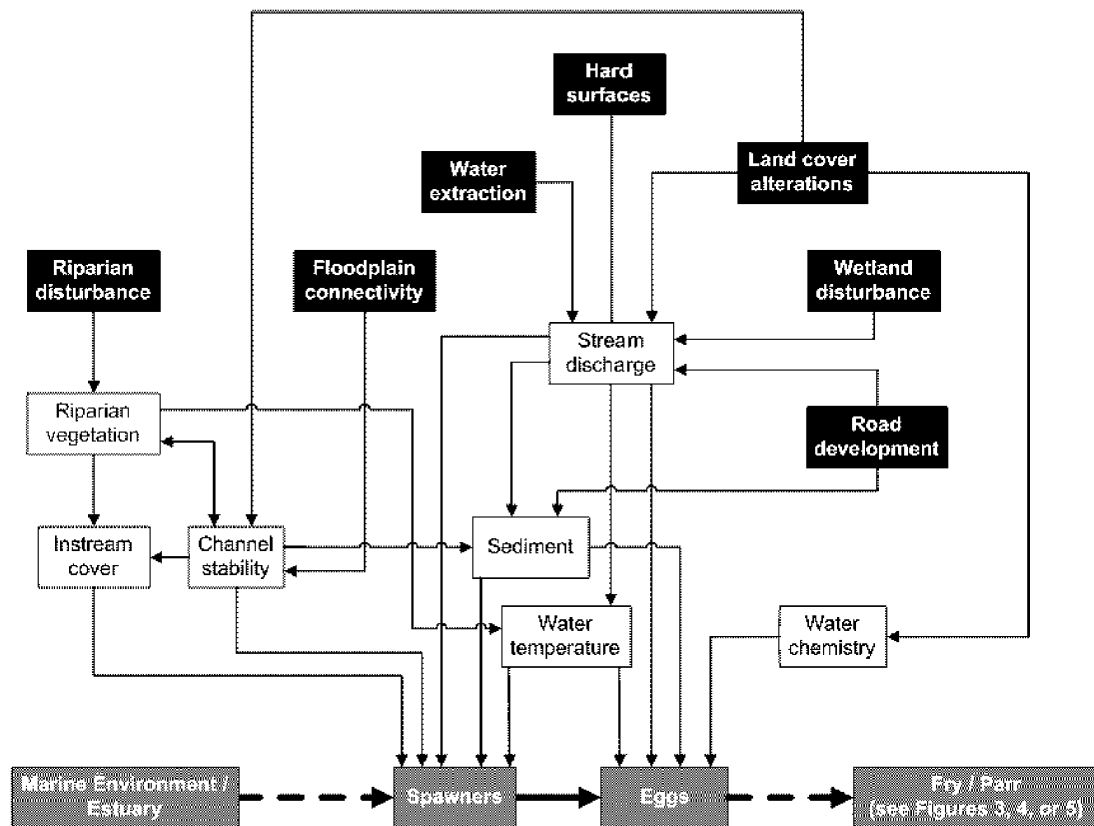 Hard
surfaces
Water
extraction
Land cover
alterations
Riparian
disturbance
Floodplain
connectivity
Wetland
disturbance
Stream
discharge
Riparian
vegetation
Road
development
Instream
cover
Channel
stability
Sediment
Water
temperature
Water
chemistry
Marine Environment /
Estuary
Spawners
Eggs
Fry / Parr
(see Figures 3, 4, or 5)